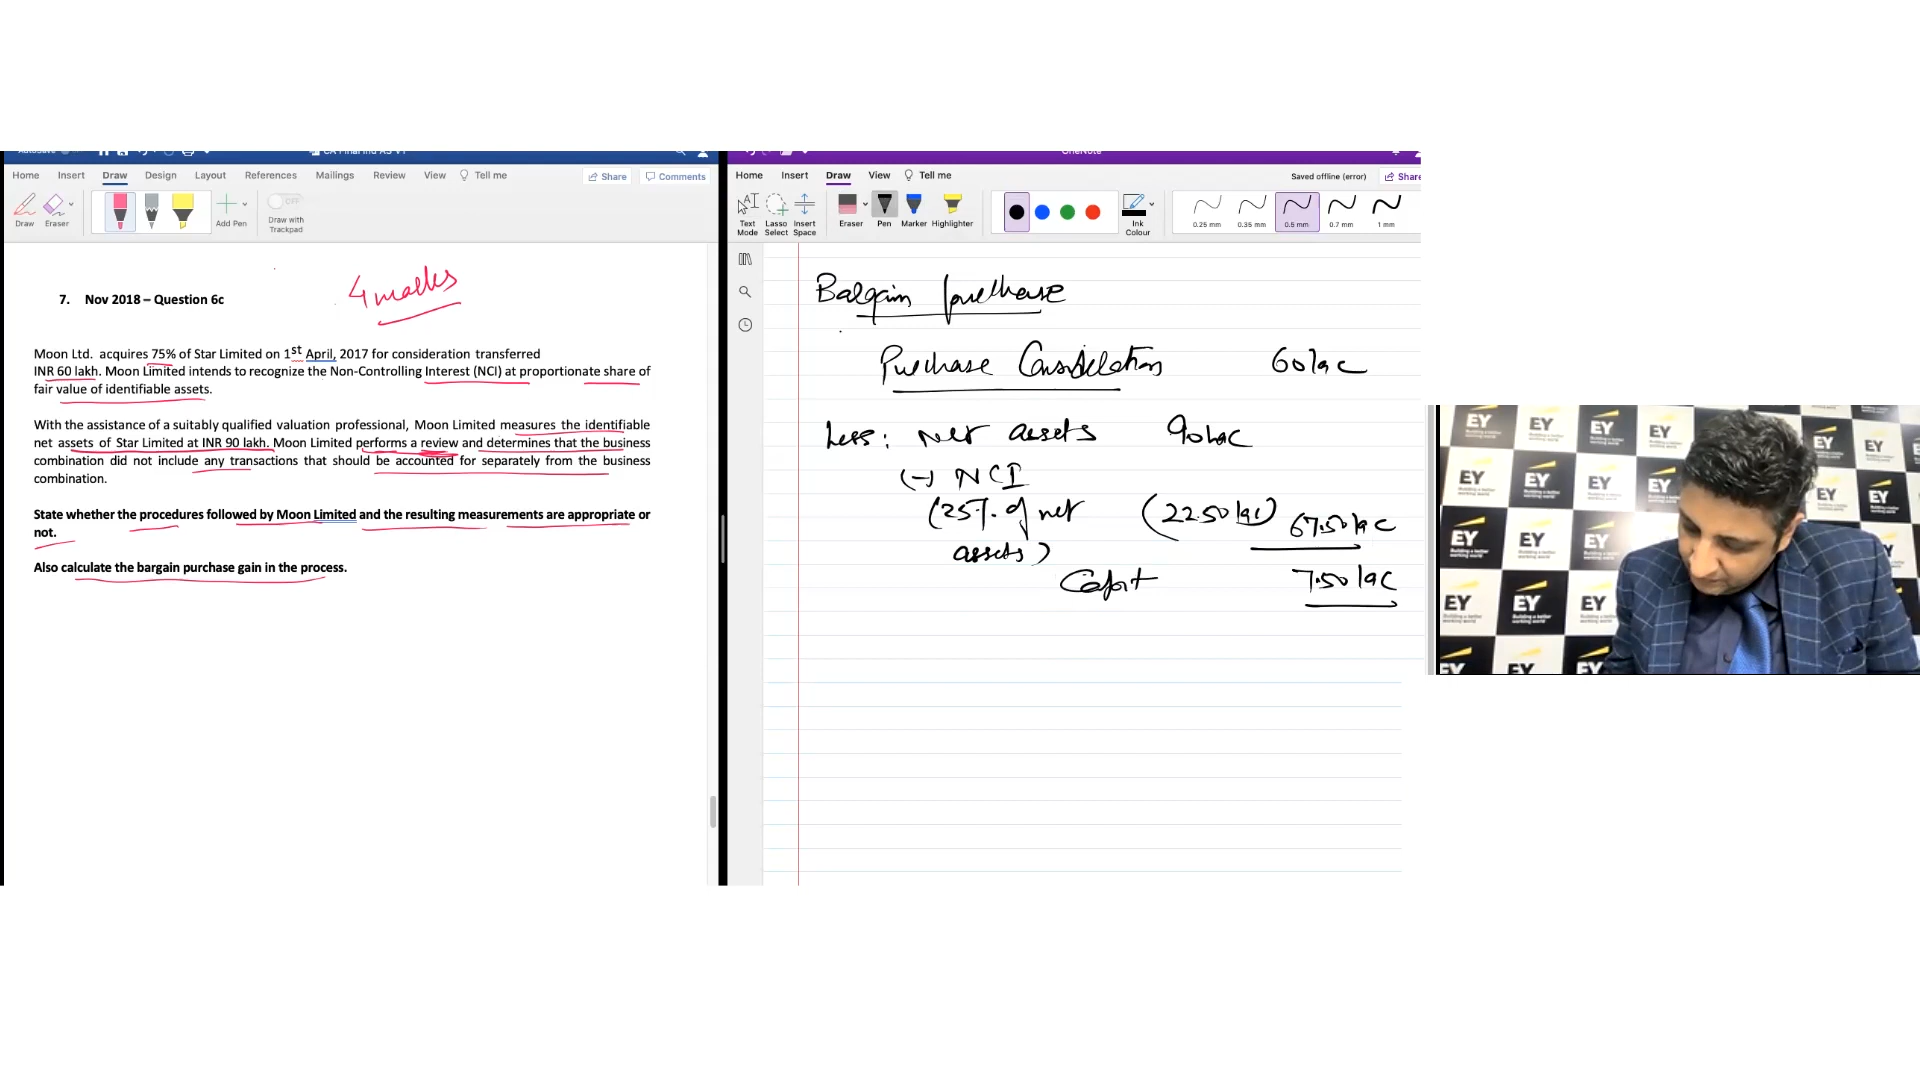 Home Insert Draw Design Layout References Mailings Review View Tell me Share Comments
Draw Eraser Add Pen OFF Draw with Trackpad
4 marks
7. Nov 2018 – Question 6c
Moon Ltd. acquires 75% of Star Limited on 1st April, 2017 for consideration transferred
INR 60 lakh. Moon Limited intends to recognize the Non-Controlling Interest (NCI) at proportionate share of
fair value of identifiable assets.
With the assistance of a suitably qualified valuation professional, Moon Limited measures the identifiable
net assets of Star Limited at INR 90 lakh. Moon Limited performs a review and determines that the business
combination did not include any transactions that should be accounted for separately from the business
combination.
State whether the procedures followed by Moon Limited and the resulting measurements are appropriate or
not.
Also calculate the bargain purchase gain in the process.
OneNote
Home Insert Draw View Tell me Saved offline (error) Share
Text Mode Lasso Select Insert Space Eraser Pen Marker Highlighter Ink Colour 0.25 mm 0.35 mm 0.5 mm 0.7 mm 1 mm
Bargain purchase
Purchase Consideration 60 lac
Less: Net assets 90 lac
(-) NCI
(25% of net (22.50 lac) 67.50 lac
assets)
7.50 lac
EY
Building a better
working world